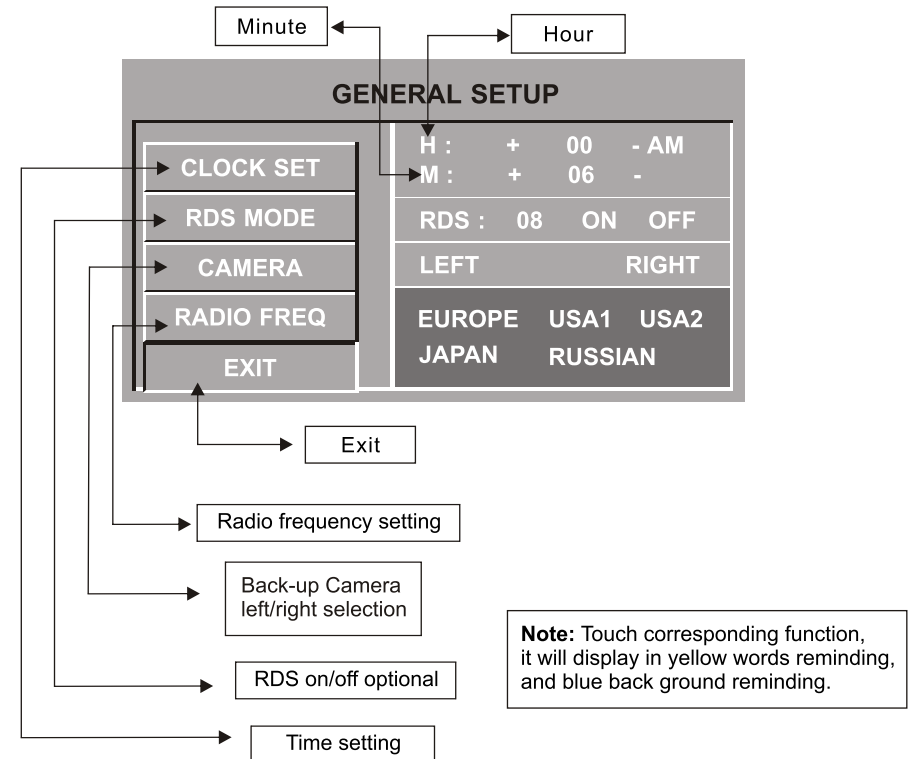 Minute
Hour
GENERAL SETUP
H : + 00 - AM
CLOCK SET
M : + 06 -
RDS MODE
RDS : 08 ON OFF
CAMERA
LEFT RIGHT
RADIO FREQ
EUROPE USA1 USA2
JAPAN RUSSIAN
EXIT
Exit
Radio frequency setting
Back-up Camera
left/right selection
Note: Touch corresponding function,
it will display in yellow words reminding,
and blue back ground reminding.
RDS on/off optional
Time setting